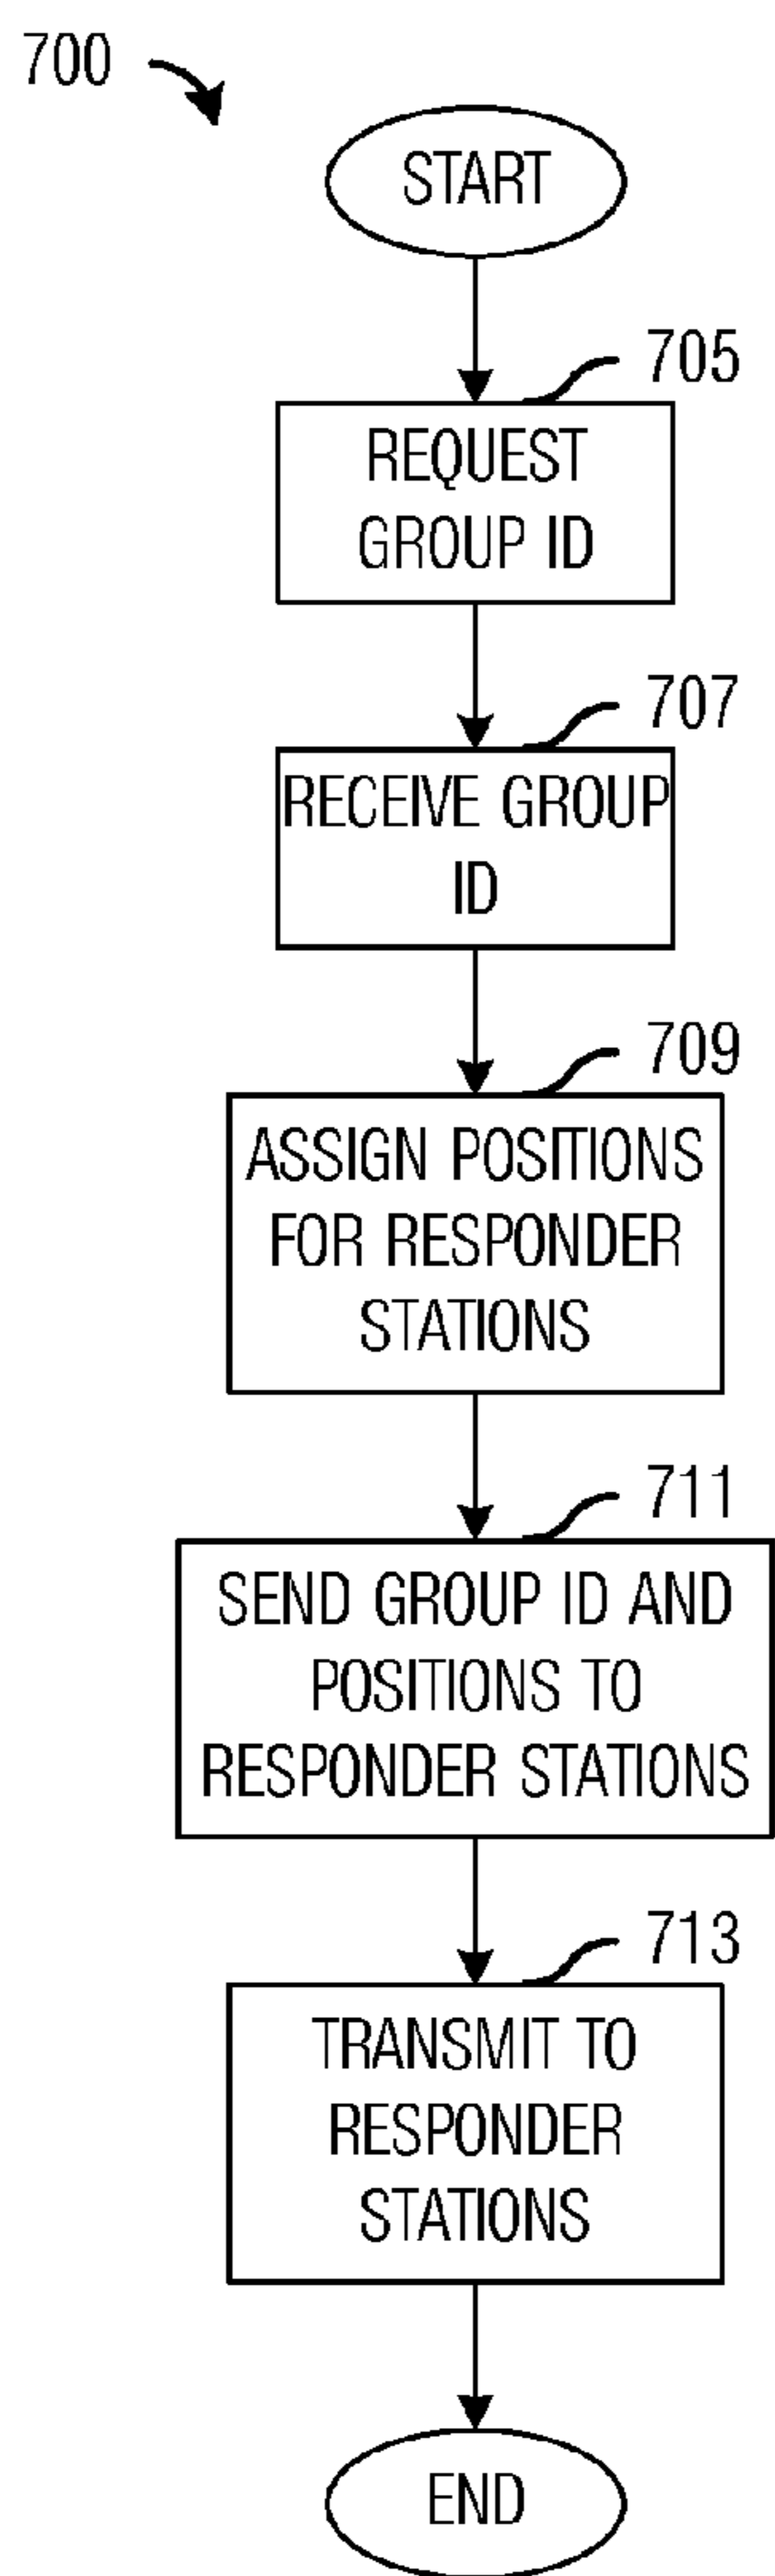 700
START
705
REQUEST
GROUP ID
707
RECEIVE GROUP
ID
709
ASSIGN POSITIONS
FOR RESPONDER
STATIONS
711
SEND GROUP ID AND
POSITIONS TO
RESPONDER STATIONS
713
TRANSMIT TO
RESPONDER
STATIONS
END